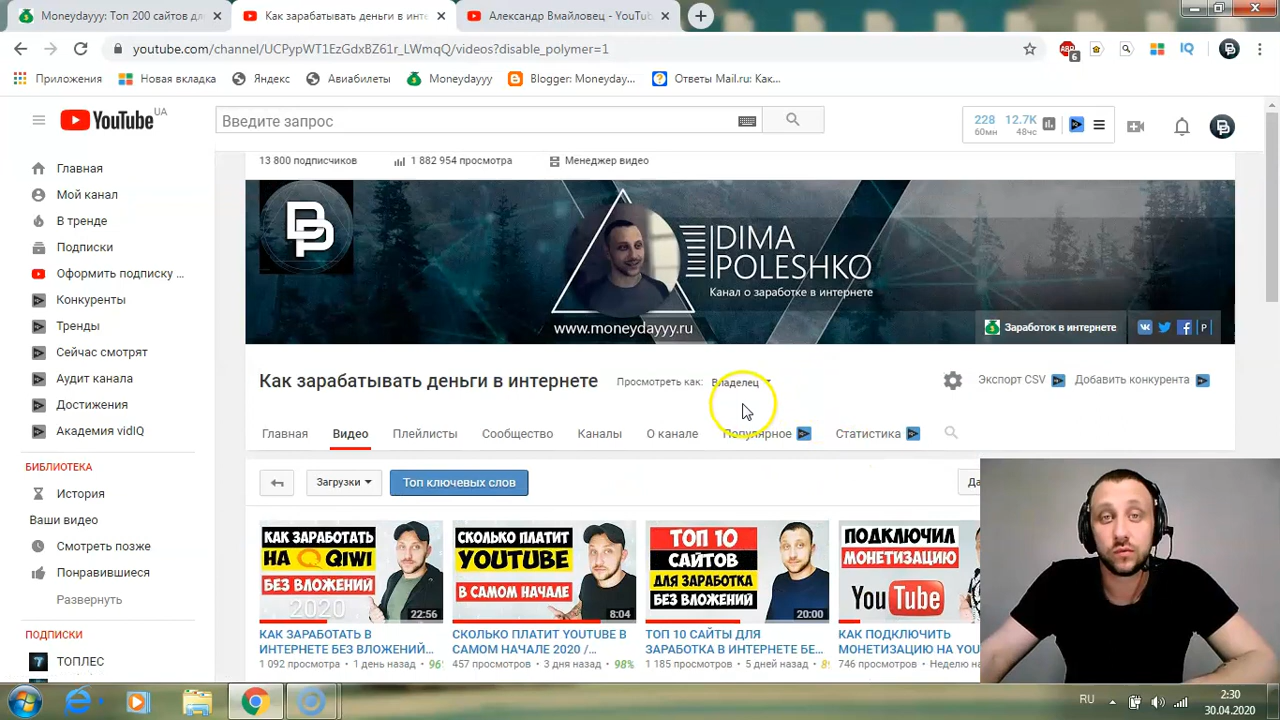 Moneydayyy: Топ 200 сайтов дл
Как зарабатывать деньги в инте
Александр Вмайловец - YouTub
youtube.com/channel/UCPypWT1EzGdxBZ61r_LWmqQ/videos?disable_polymer=1
6
IQ
Приложения
Новая вкладка
Яндекс
Авиабилеты
Moneydayyy
Blogger: Moneyday...
Ответы Mail.ru: Как...
YouTube UA
Введите запрос
228
60мн
12.7K
48чс
13 800 подписчиков
1 882 954 просмотра
Менеджер видео
Главная
Мой канал
В тренде
Подписки
Оформить подписку ...
Конкуренты
Тренды
Сейчас смотрят
Аудит канала
Достижения
Академия vidIQ
БИБЛИОТЕКА
История
Ваши видео
Смотреть позже
Понравившиеся
Развернуть
ПОДПИСКИ
ТОПЛЕС
DIMA
POLESHKO
Канал о заработке в интернете
www.moneydayyy.ru
Заработок в интернете
Как зарабатывать деньги в интернете
Просмотреть как:
Владелец
Экспорт CSV
Добавить конкурента
Главная
Видео
Плейлисты
Сообщество
Каналы
О канале
Популярное
Статистика
Загрузки
Топ ключевых слов
Да
КАК ЗАРАБОТАТЬ
НА QIWI
БЕЗ ВЛОЖЕНИЙ
2020
22:56
СКОЛЬКО ПЛАТИТ
YOUTUBE
В САМОМ НАЧАЛЕ
8:04
ТОП 10
САЙТОВ
ДЛЯ ЗАРАБОТКА
БЕЗ ВЛОЖЕНИЙ
20:00
ПОДКЛЮЧИЛ
МОНЕТИЗАЦИЮ
YouTube
КАК ЗАРАБОТАТЬ В
ИНТЕРНЕТЕ БЕЗ ВЛОЖЕНИЙ...
1 092 просмотра • 1 день назад • 96
СКОЛЬКО ПЛАТИТ YOUTUBE В
САМОМ НАЧАЛЕ 2020 /...
457 просмотров • 3 дня назад • 98%
ТОП 10 САЙТЫ ДЛЯ
ЗАРАБОТКА В ИНТЕРНЕТЕ БЕ...
1 185 просмотров • 5 дней назад • 8
КАК ПОДКЛЮЧИТЬ
МОНЕТИЗАЦИЮ НА YOU
746 просмотров • Неделю на
RU
2:30
30.04.2020